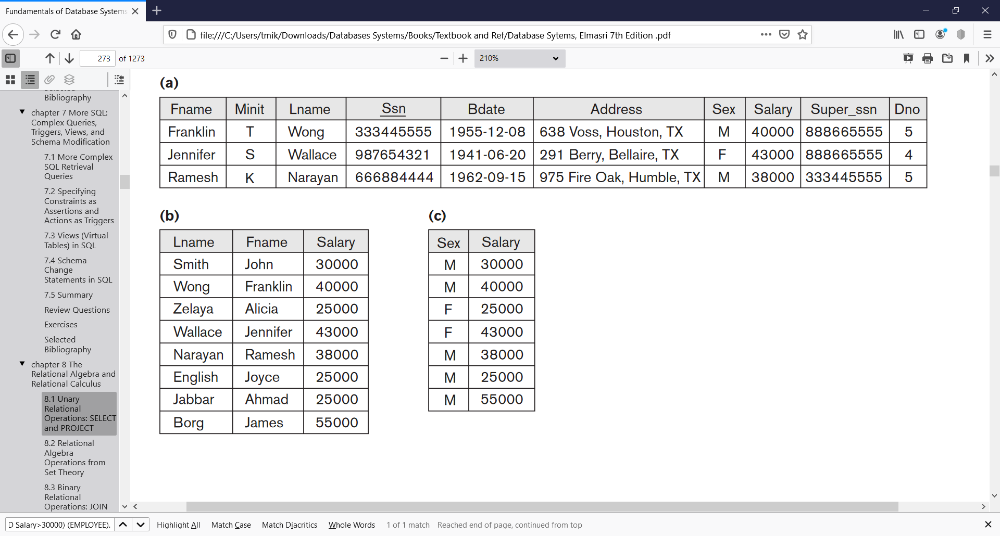 Fundamentals of Database Systems
file:///C:/Users/tmik/Downloads/Databases Systems/Books/Textbook and Ref/Database Sytems, Elmasri 7th Edition .pdf
273 of 1273
210%
Bibliography
chapter 7 More SQL:
Complex Queries,
Triggers, Views, and
Schema Modification
7.1 More Complex
SQL Retrieval
Queries
7.2 Specifying
Constraints as
Assertions and
Actions as Triggers
7.3 Views (Virtual
Tables) in SQL
7.4 Schema
Change
Statements in SQL
7.5 Summary
Review Questions
Exercises
Selected
Bibliography
chapter 8 The
Relational Algebra and
Relational Calculus
8.1 Unary
Relational
Operations: SELECT
and PROJECT
8.2 Relational
Algebra
Operations from
Set Theory
8.3 Binary
Relational
Operations: JOIN
(a)
Fname Minit Lname Ssn Bdate Address Sex Salary Super_ssn Dno
Franklin T Wong 333445555 1955-12-08 638 Voss, Houston, TX M 40000 888665555 5
Jennifer S Wallace 987654321 1941-06-20 291 Berry, Bellaire, TX F 43000 888665555 4
Ramesh K Narayan 666884444 1962-09-15 975 Fire Oak, Humble, TX M 38000 333445555 5
(b)
Lname Fname Salary
Smith John 30000
Wong Franklin 40000
Zelaya Alicia 25000
Wallace Jennifer 43000
Narayan Ramesh 38000
English Joyce 25000
Jabbar Ahmad 25000
Borg James 55000
(c)
Sex Salary
M 30000
M 40000
F 25000
F 43000
M 38000
M 25000
M 55000
D Salary>30000) (EMPLOYEE). Highlight All Match Case Match Diacritics Whole Words 1 of 1 match Reached end of page, continued from top